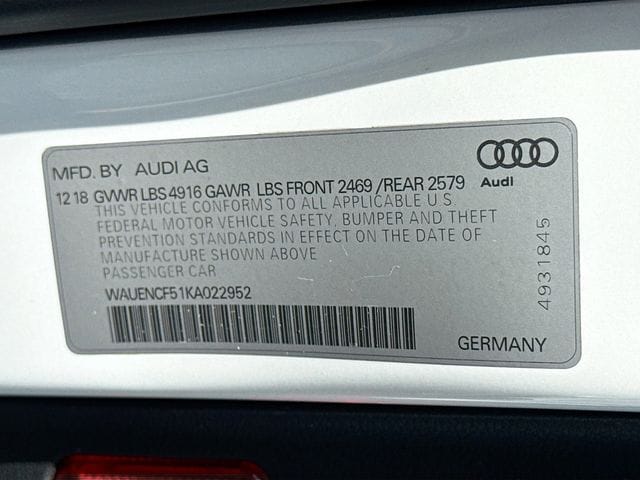 MFD. BY AUDI AG
12 18 GVWR LBS 4916 GAWR LBS FRONT 2469 /REAR 2579
THIS VEHICLE CONFORMS TO ALL APPLICABLE U.S.
FEDERAL MOTOR VEHICLE SAFETY, BUMPER AND THEFT
PREVENTION STANDARDS IN EFFECT ON THE DATE OF
MANUFACTURE SHOWN ABOVE
PASSENGER CAR
WAUENCF51KA022952
Audi
4931845
GERMANY